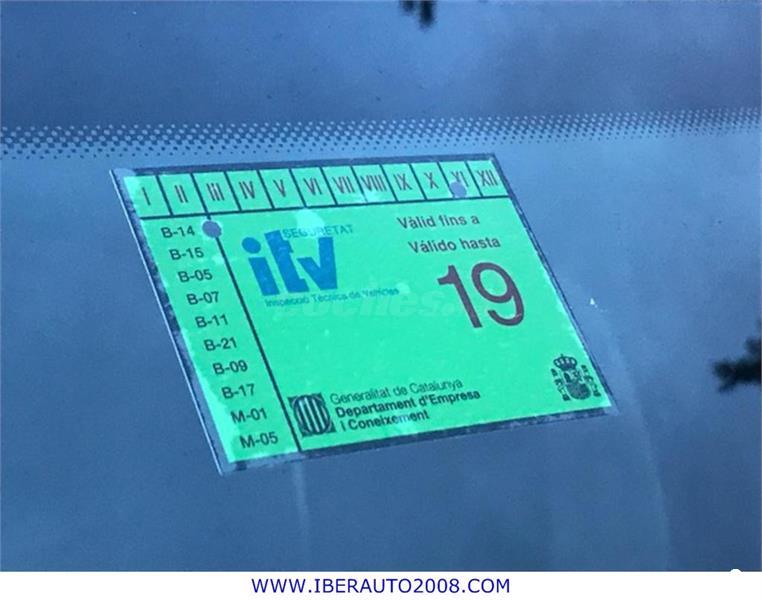 I II III IV V VI VII VIII IX X XI XII
B-14
B-15
B-05
B-07
B-11
B-21
B-09
B-17
M-01
M-05
SEGURETAT
itv
Inspecció Tècnica de Vehicles
Vàlid fins a
Válido hasta
19
coches.
Generalitat de Catalunya
Departament d'Empresa
i Coneixement
WWW.IBERAUTO2008.COM